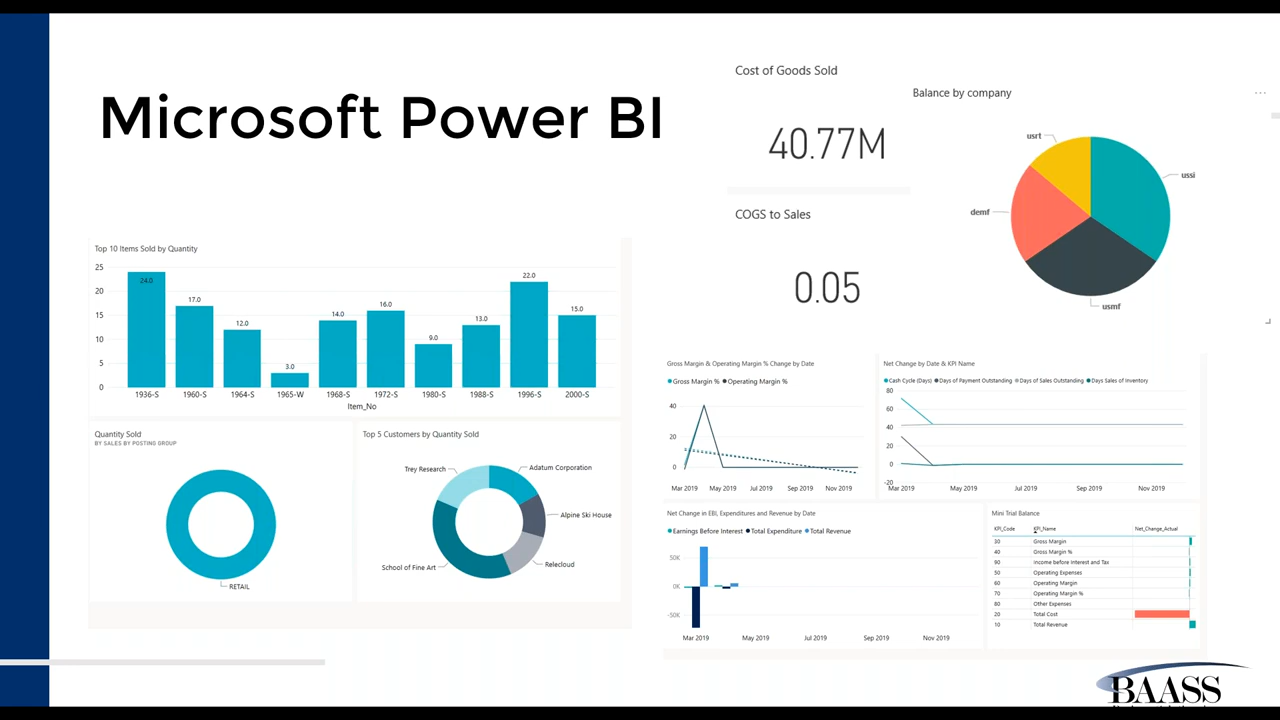 Microsoft Power BI
Cost of Goods Sold
40.77M
COGS to Sales
0.05
Balance by company
usrt
ussi
demf
usmf
Top 10 Items Sold by Quantity
25
20
15
10
5
0
24.0
17.0
12.0
3.0
14.0
16.0
9.0
13.0
22.0
15.0
1936-S 1960-S 1964-S 1965-W 1968-S 1972-S 1980-S 1988-S 1996-S 2000-S
Item_No
Quantity Sold
BY SALES BY POSTING GROUP
RETAIL
Top 5 Customers by Quantity Sold
Trey Research
Adatum Corporation
Alpine Ski House
Relecloud
School of Fine Art
Gross Margin & Operating Margin % Change by Date
Gross Margin % Operating Margin %
40
20
0
Mar 2019 May 2019 Jul 2019 Sep 2019 Nov 2019
Net Change by Date & KPI Name
Cash Cycle (Days) Days of Payment Outstanding Days of Sales Outstanding Days Sales of Inventory
80
60
40
20
0
-20
Mar 2019 May 2019 Jul 2019 Sep 2019 Nov 2019
Net Change in EBI, Expenditures and Revenue by Date
Earnings Before Interest Total Expenditure Total Revenue
50K
0K
-50K
Mar 2019 May 2019 Jul 2019 Sep 2019 Nov 2019
Mini Trial Balance
KPI_Code KPI_Name Net_Change_Actual
30 Gross Margin
40 Gross Margin %
90 Income before Interest and Tax
50 Operating Expenses
60 Operating Margin
70 Operating Margin %
80 Other Expenses
20 Total Cost
10 Total Revenue
BAASS